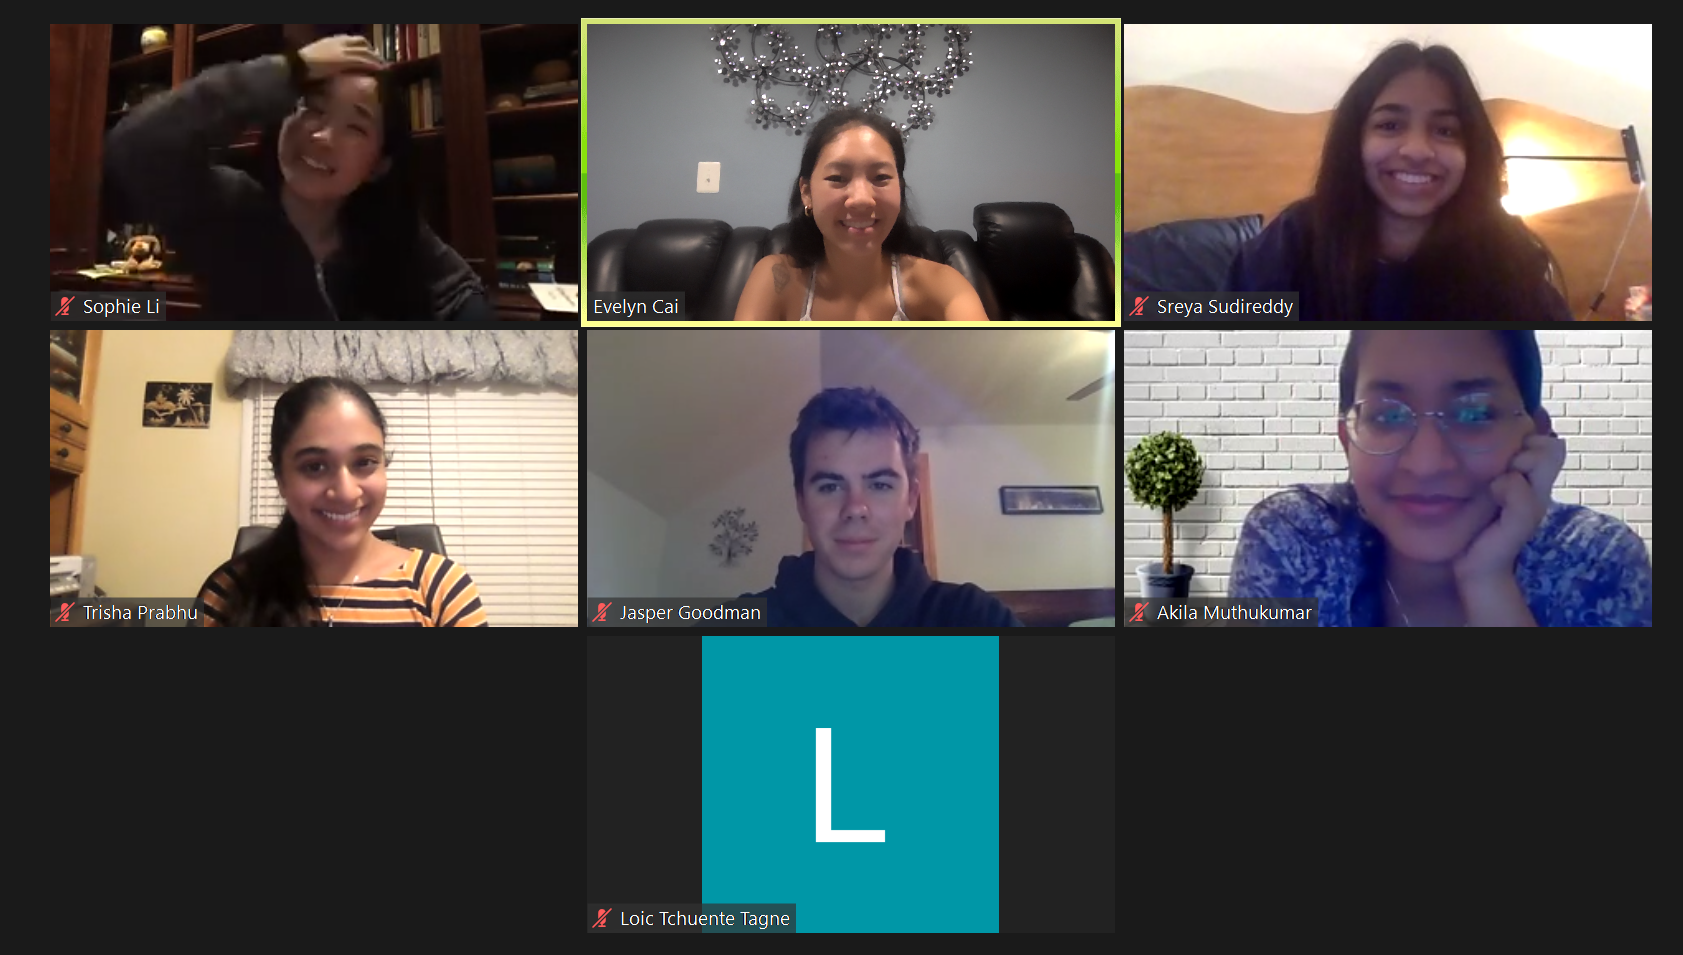 Sophie Li
Evelyn Cai
Sreya Sudireddy
Trisha Prabhu
Jasper Goodman
Akila Muthukumar
L
Loic Tchuente Tagne